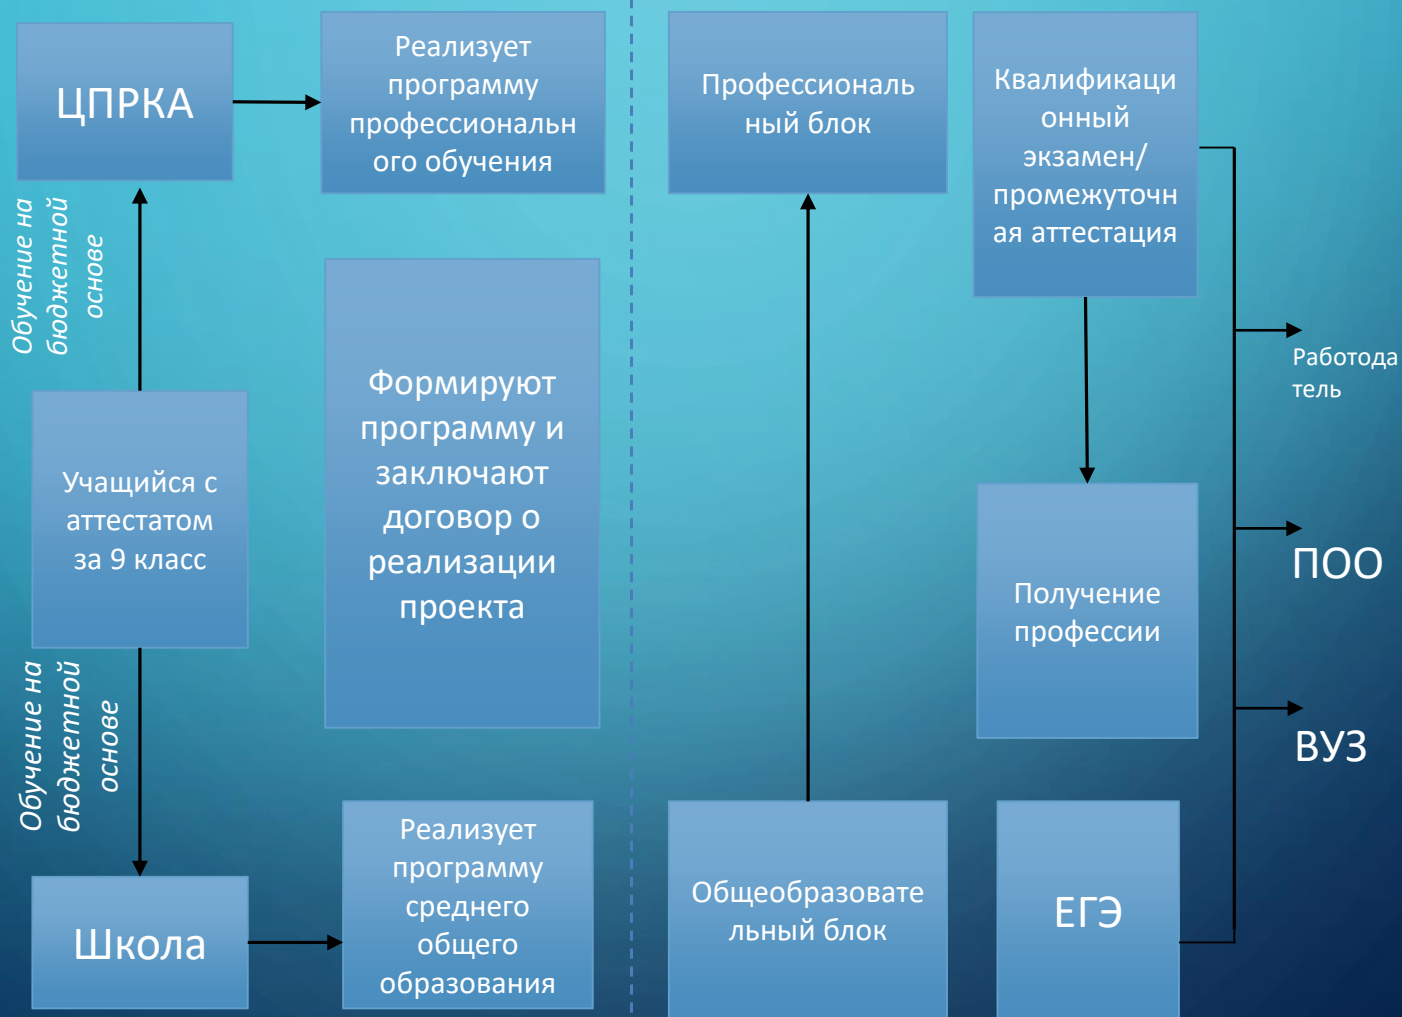 ЦПРКА
Реализует
программу
профессиональн
ого обучения
Профессиональ
ный блок
Квалификаци
онный
экзамен/
промежуточн
ая аттестация
Обучение на
бюджетной
основе
Формируют
программу и
заключают
договор о
реализации
проекта
Работода
тель
Учащийся с
аттестатом
за 9 класс
ПОО
Получение
профессии
Обучение на
бюджетной
основе
ВУЗ
Школа
Реализует
программу
среднего
общего
образования
Общеобразовате
льный блок
ЕГЭ